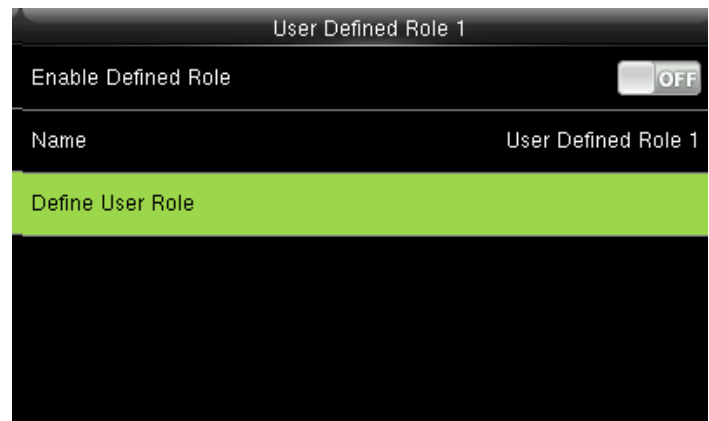 User Defined Role 1
Enable Defined Role OFF
Name User Defined Role 1
Define User Role